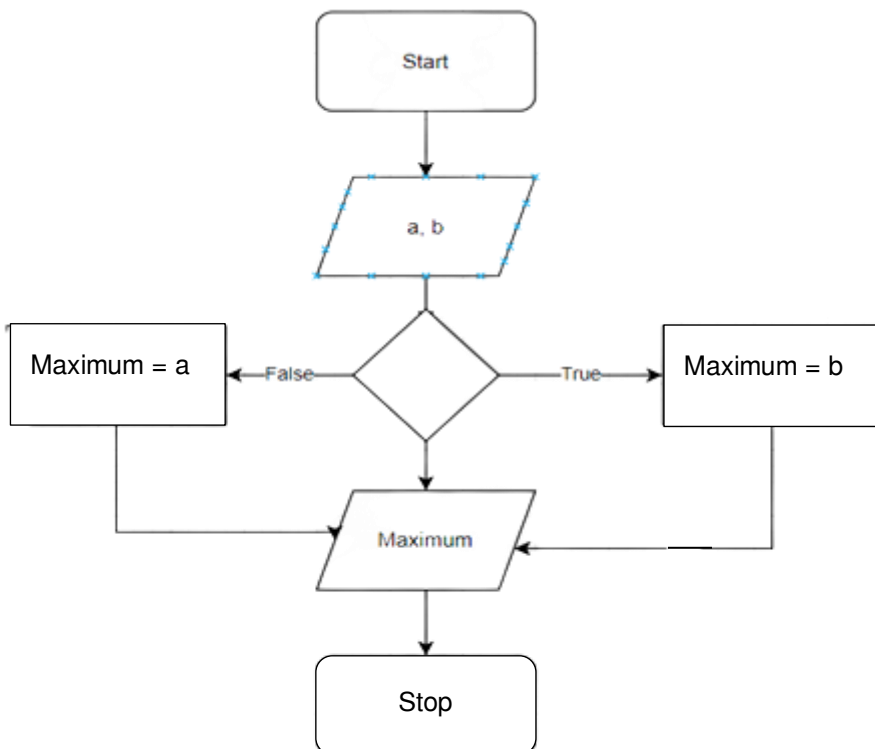 Start
a, b
Maximum = a
False
True
Maximum = b
Maximum
Stop